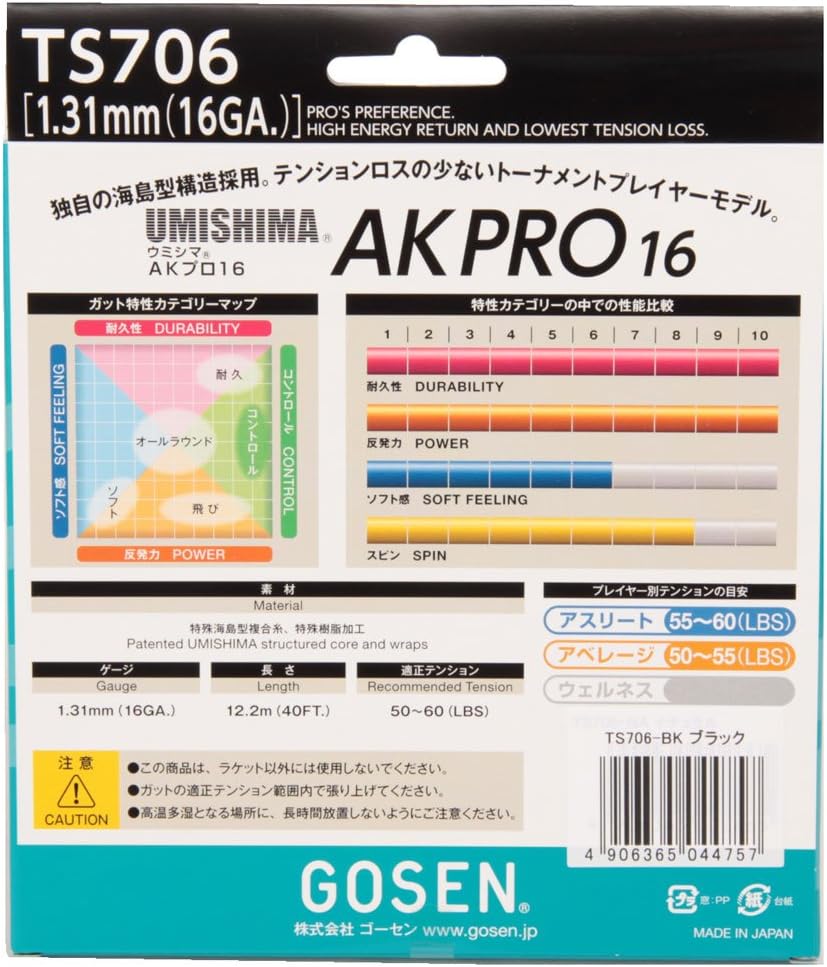 TS706
[1.31mm(16GA.)]
PRO'S PREFERENCE.
HIGH ENERGY RETURN AND LOWEST TENSION LOSS.
独自の海島型構造採用。テンションロスの少ないトーナメントプレイヤーモデル。
UMISHIMA®
ウミシマ®
AKプロ16
AK PRO 16
ガット特性カテゴリーマップ
耐久性 DURABILITY
ソフト感 SOFT FEELING
コントロール CONTROL
耐久
コントロール
オールラウンド
ソフト
飛び
反発力 POWER
特性カテゴリーの中での性能比較
1 2 3 4 5 6 7 8 9 10
耐久性 DURABILITY
反発力 POWER
ソフト感 SOFT FEELING
スピン SPIN
素材
Material
特殊海島型複合糸、特殊樹脂加工
Patented UMISHIMA structured core and wraps
ゲージ
Gauge
1.31mm (16GA.)
長さ
Length
12.2m (40FT.)
適正テンション
Recommended Tension
50〜60 (LBS)
プレイヤー別テンションの目安
アスリート 55〜60(LBS)
アベレージ 50〜55(LBS)
ウェルネス
TS706-BK ブラック
4 906365 044757
注意
CAUTION
●この商品は、ラケット以外には使用しないでください。
●ガットの適正テンション範囲内で張り上げてください。
●高温多湿となる場所に、長時間放置しないようにご注意ください。
GOSEN®
株式会社 ゴーセン www.gosen.jp
プラ 窓:PP 紙 台紙
MADE IN JAPAN